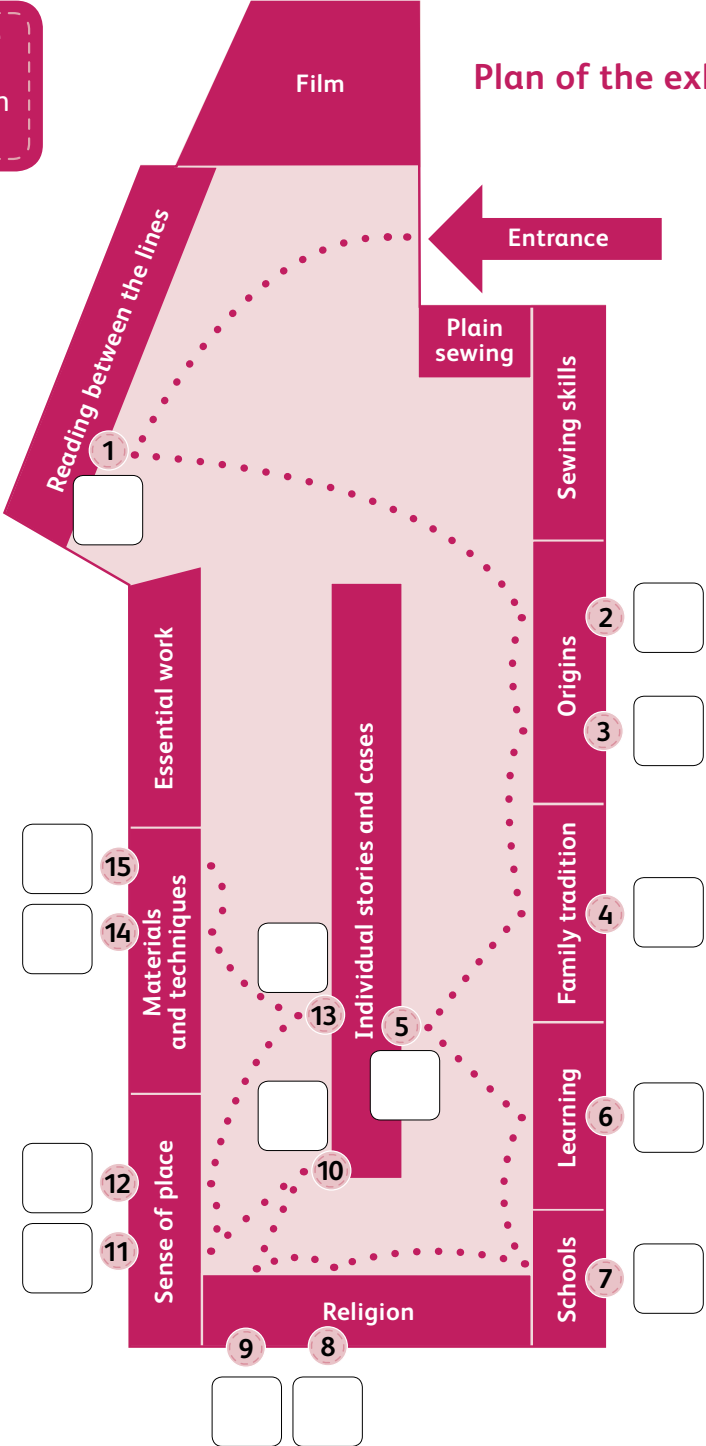 Plan of the ex
Film
Entrance
Reading between the lines
Plain
sewing
Sewing skills
1
Origins
2
3
Essential work
Individual stories and cases
Family tradition
4
15
14
Materials
and techniques
13
5
Learning
6
10
12
11
Sense of place
Schools
7
Religion
9
8